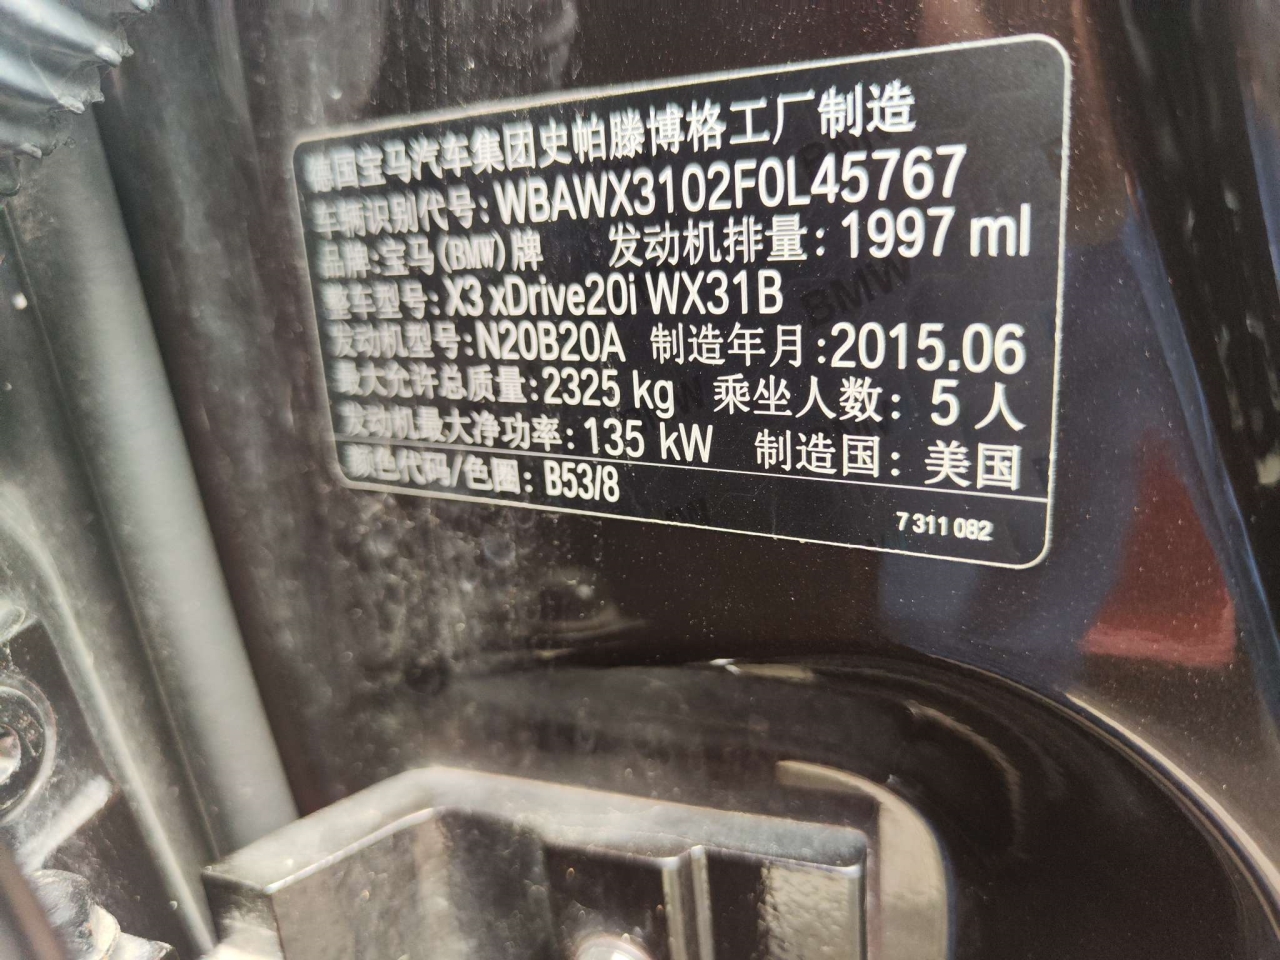 德国宝马汽车集团史帕滕博格工厂制造
车辆识别代号:WBAWX3102F0L45767
品牌:宝马(BMW)牌 发动机排量:1997 ml
整车型号:X3 xDrive20i WX31B
发动机型号:N20B20A 制造年月:2015.06
最大允许总质量:2325 kg 乘坐人数:5人
发动机最大净功率:135 kW 制造国:美国
颜色代码/色圈:B53/8
7 311 082